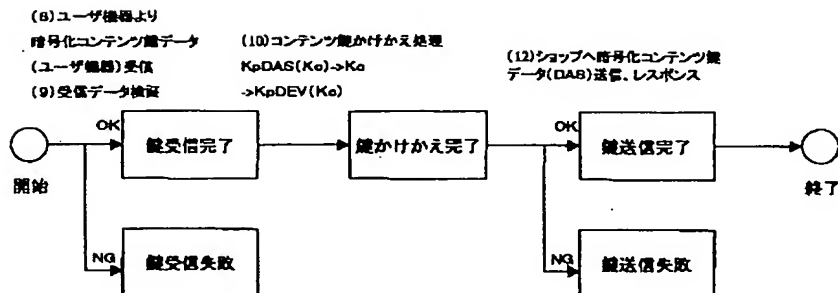 (8)ユーザ機器より
暗号化コンテンツ鍵データ
(ユーザ機器)受信
(9)受信データ検証
(10)コンテンツ鍵かけかえ処理
KpDAS(Kc)->Kc
->KpDEV(Kc)
(12)ショップへ暗号化コンテンツ鍵
データ(DAS)送信、レスポンス
開始
OK
鍵受信完了
鍵かけかえ完了
OK
鍵送信完了
終了
NG
鍵受信失敗
NG
鍵送信失敗